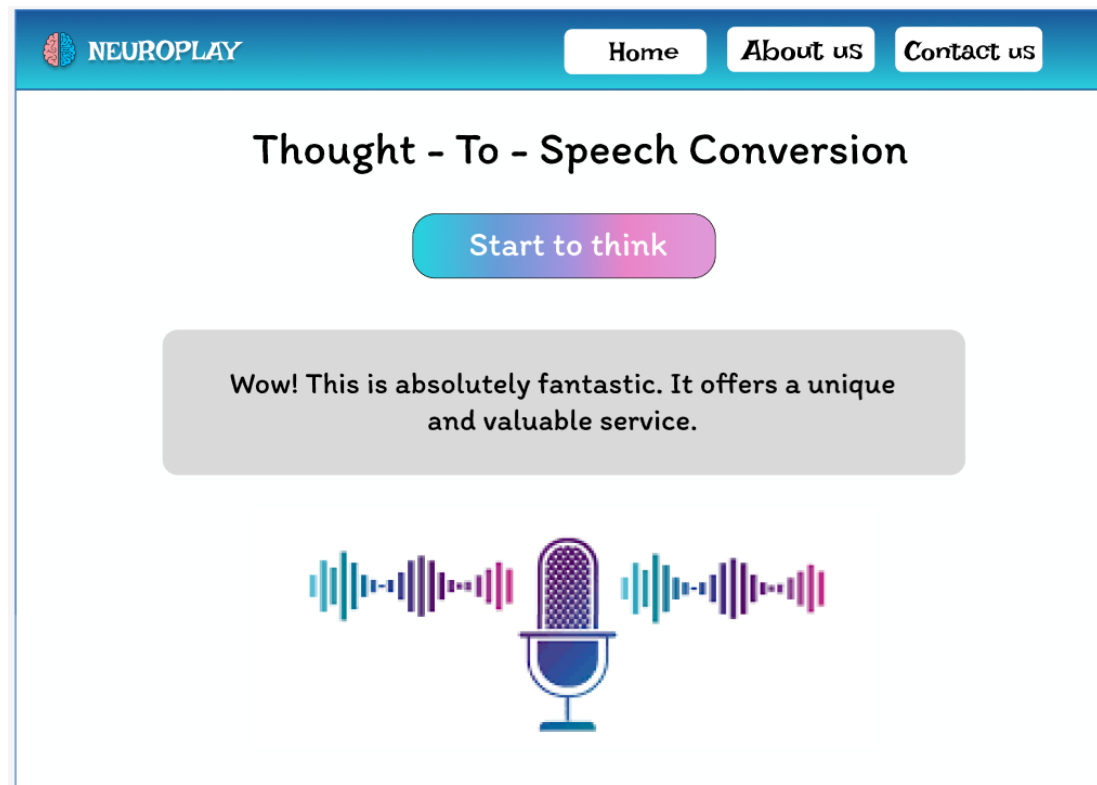 NEUROPLAY
Home
About us
Contact us
Thought - To - Speech Conversion
Start to think
Wow! This is absolutely fantastic. It offers a unique
and valuable service.